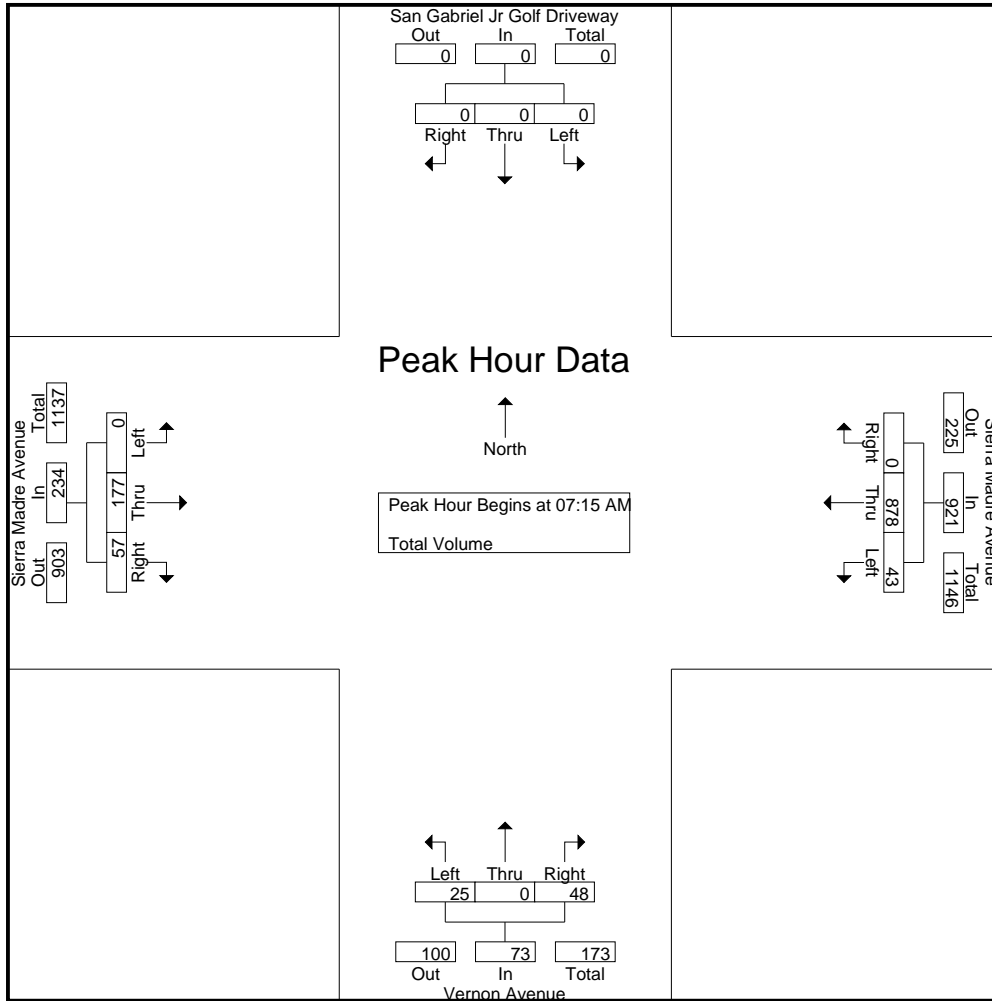 San Gabriel Jr Golf Driveway
Out In Total
0 0 0
0 0 0
Right Thru Left
Peak Hour Data
North
Peak Hour Begins at 07:15 AM
Total Volume
Sierra Madre Avenue
Total In Out
1137 234 903
0 177 57
Left Thru Right
Sierra Madre Avenue
Out In Total
225 921 1146
0 878 43
Right Thru Left
Left Thru Right
25 0 48
100 73 173
Out In Total
Vernon Avenue